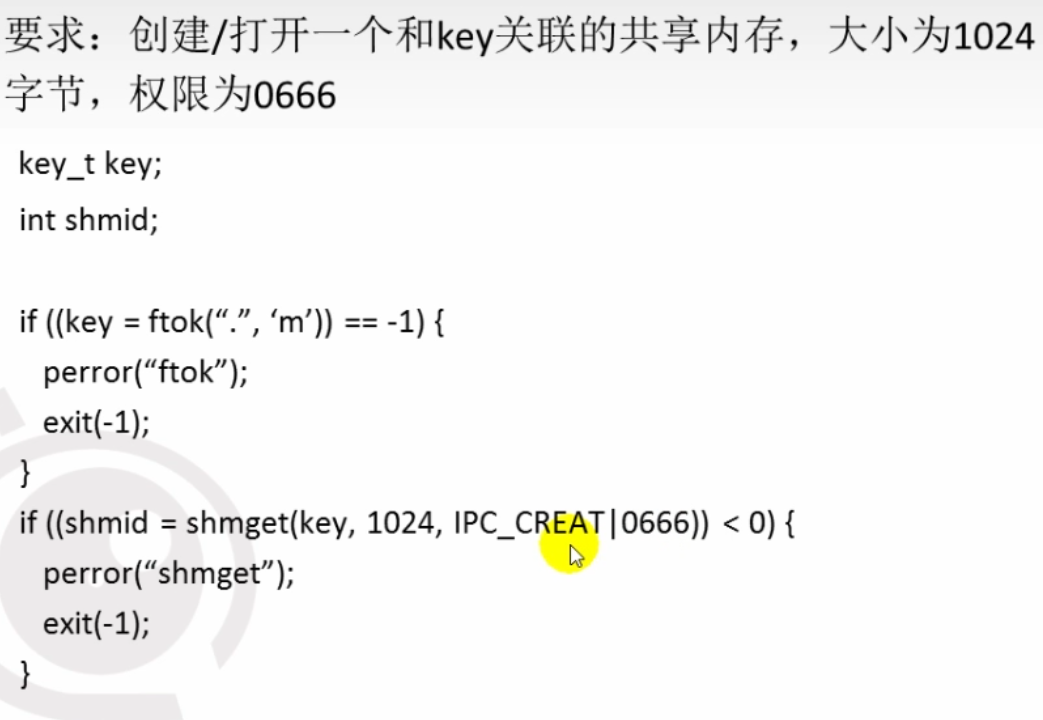 要求：创建/打开一个和key关联的共享内存，大小为1024
字节，权限为0666
key_t key;
int shmid;
if ((key = ftok(“.”, ‘m’)) == -1) {
perror(“ftok”);
exit(-1);
}
if ((shmid = shmget(key, 1024, IPC_CREAT|0666)) < 0) {
perror(“shmget”);
exit(-1);
}